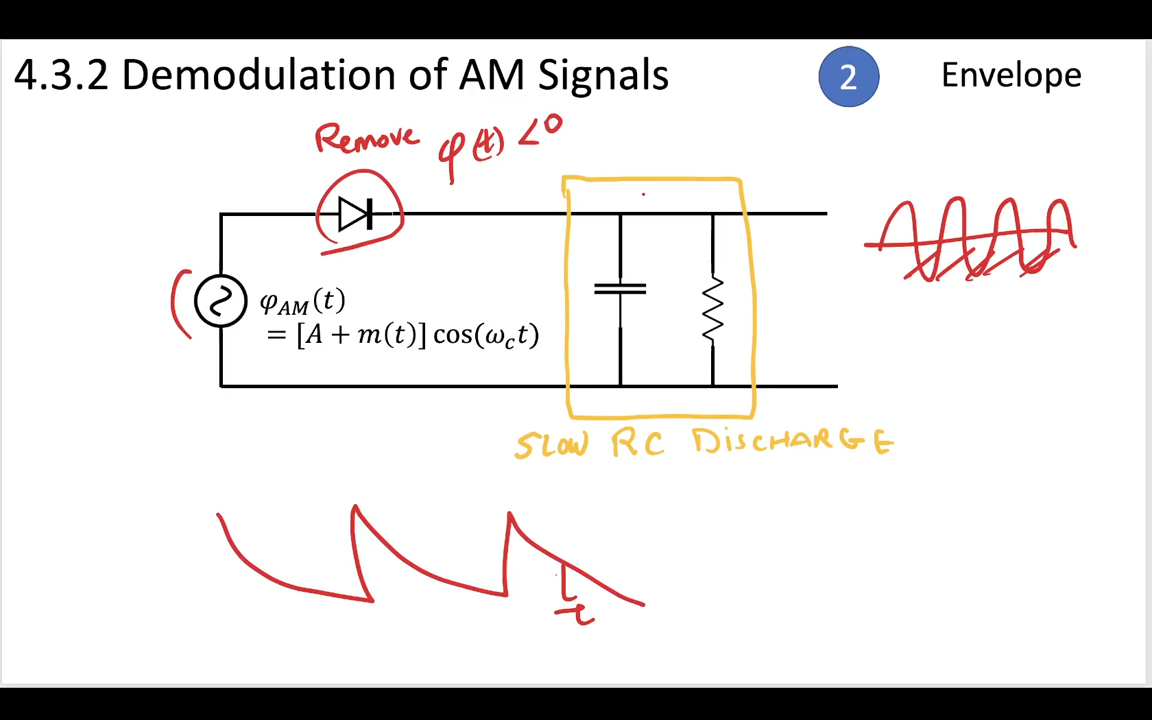 4.3.2 Demodulation of AM Signals
2
Envelope
Remove φ(t) <0
φ_AM(t)
= [A + m(t)] cos(ω_c t)
SLOW RC DISCHARGE
τ